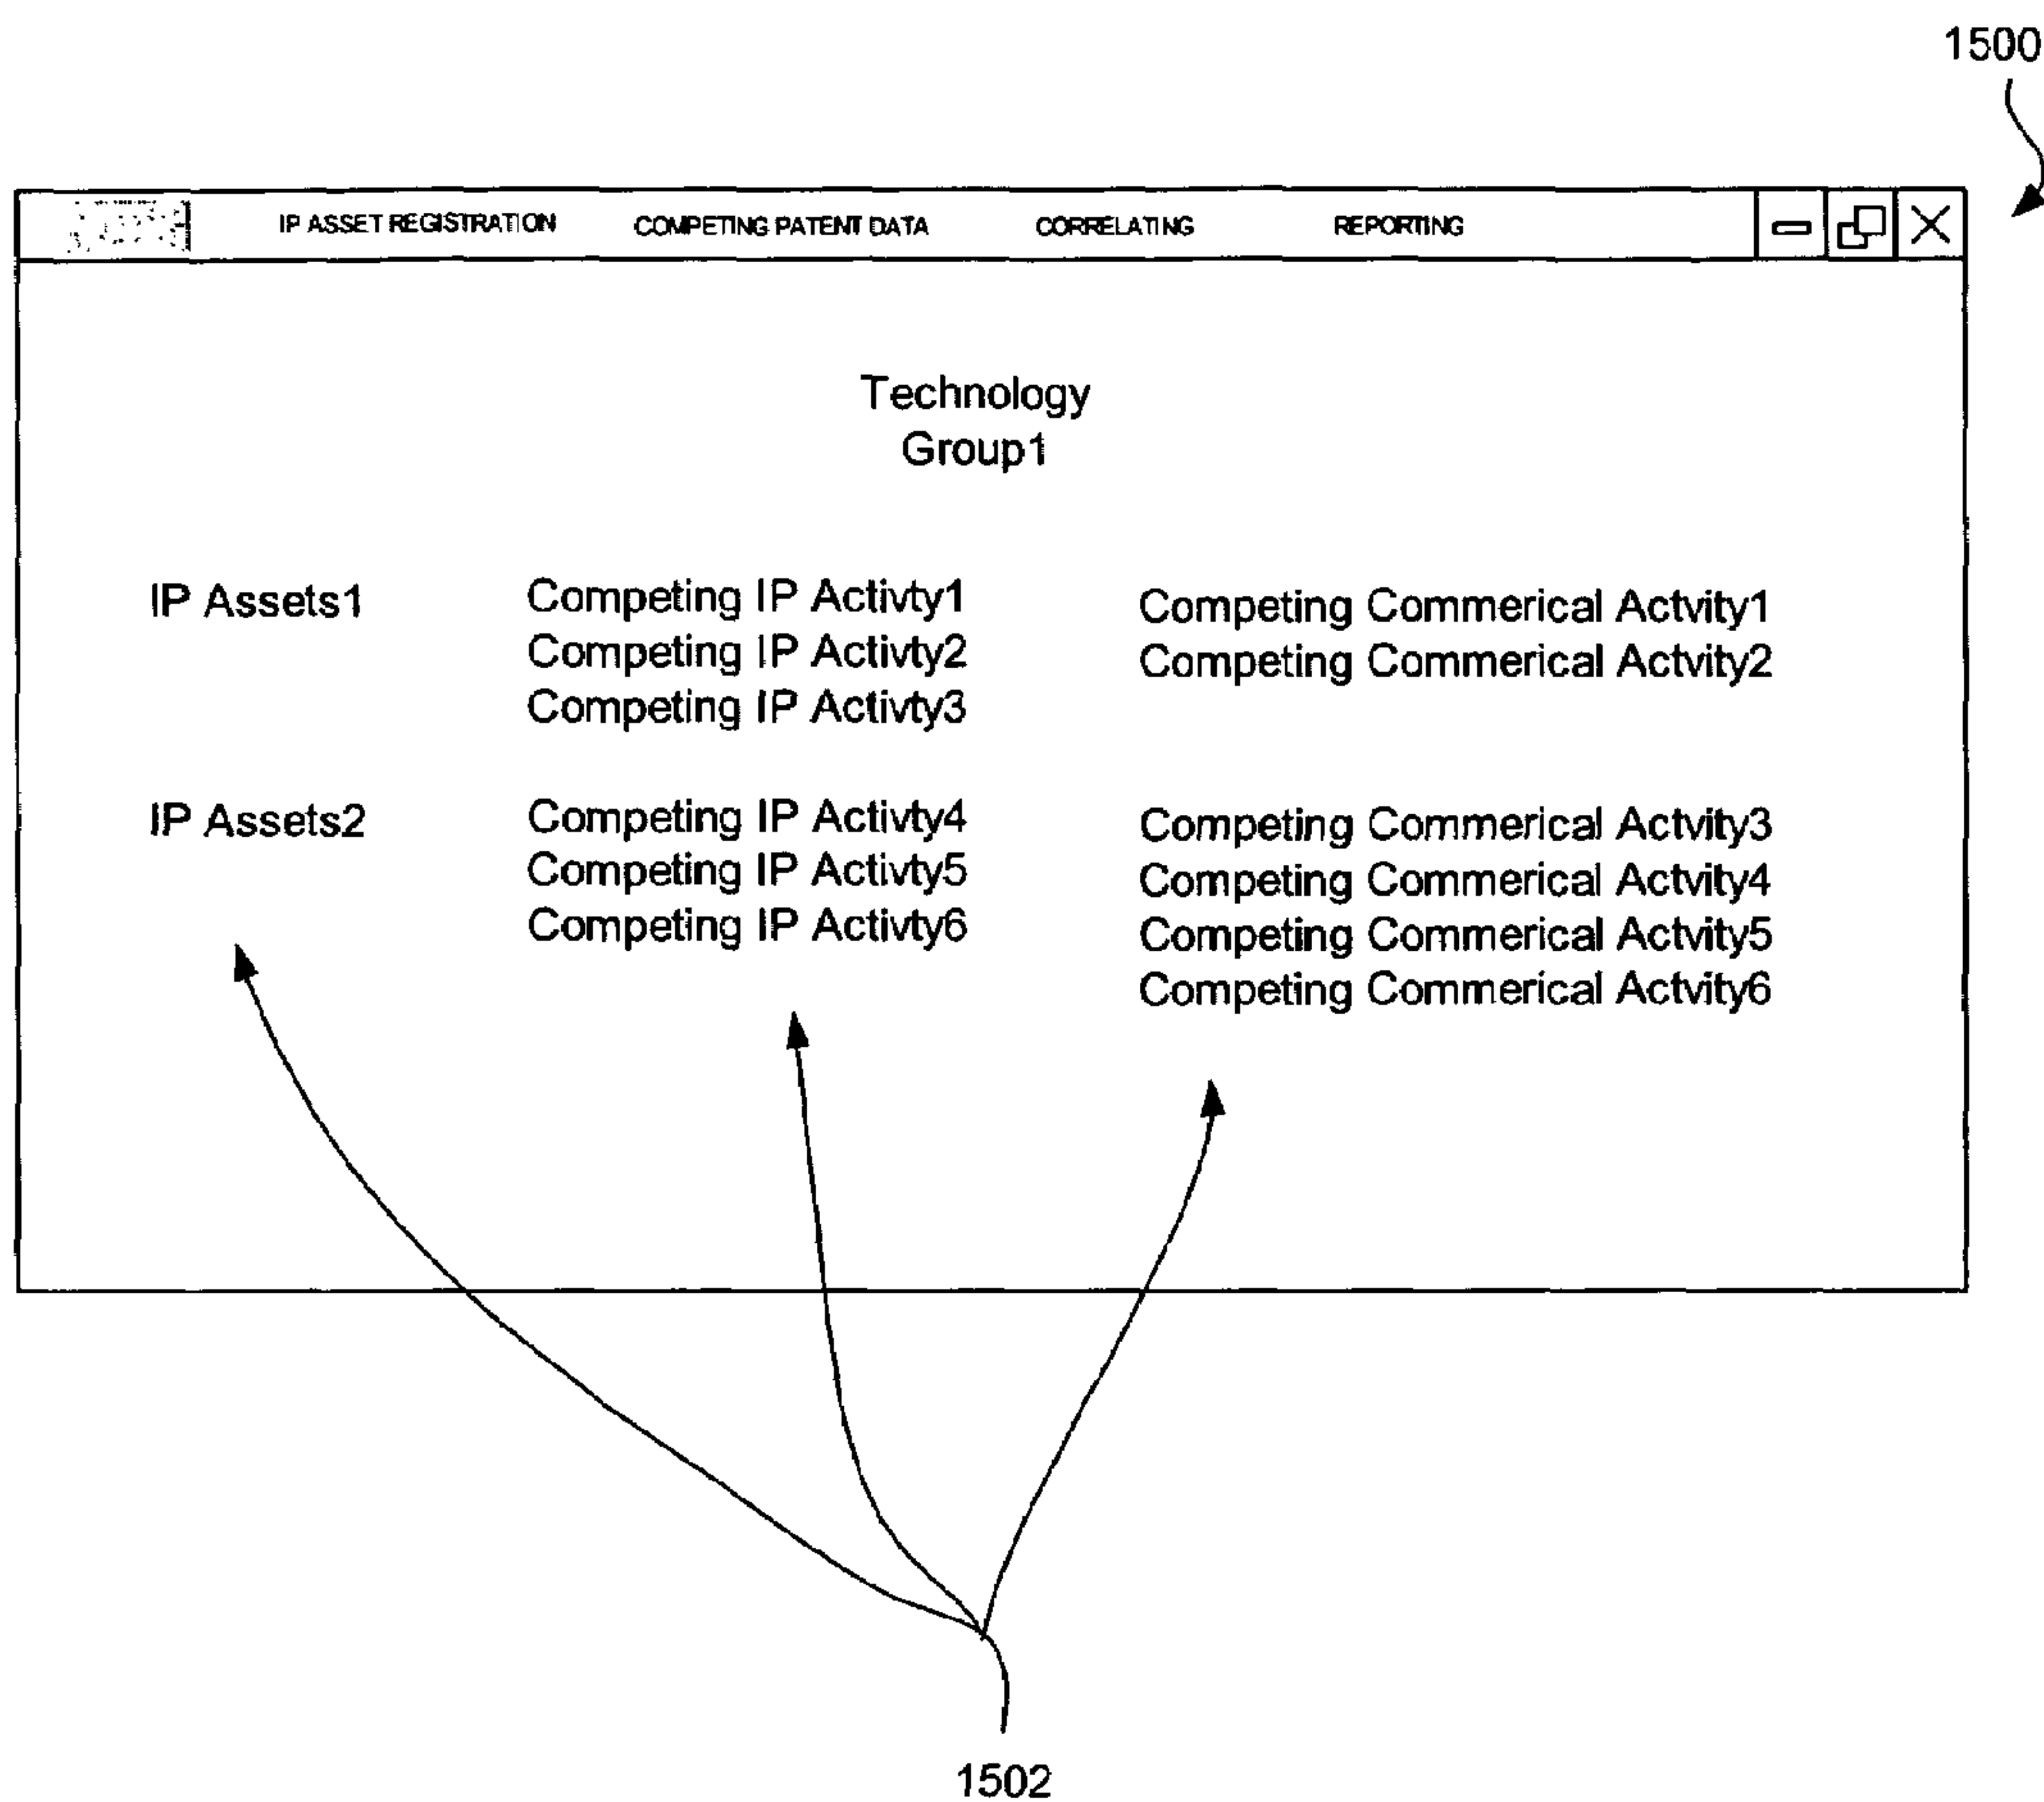 1500
IP ASSET REGISTRATION COMPETING PATENT DATA CORRELATING REPORTING
Technology
Group1
IP Assets1
Competing IP Activty1
Competing IP Activty2
Competing IP Activty3
Competing Commerical Actvity1
Competing Commerical Actvity2
IP Assets2
Competing IP Activty4
Competing IP Activty5
Competing IP Activty6
Competing Commerical Actvity3
Competing Commerical Actvity4
Competing Commerical Actvity5
Competing Commerical Actvity6
1502